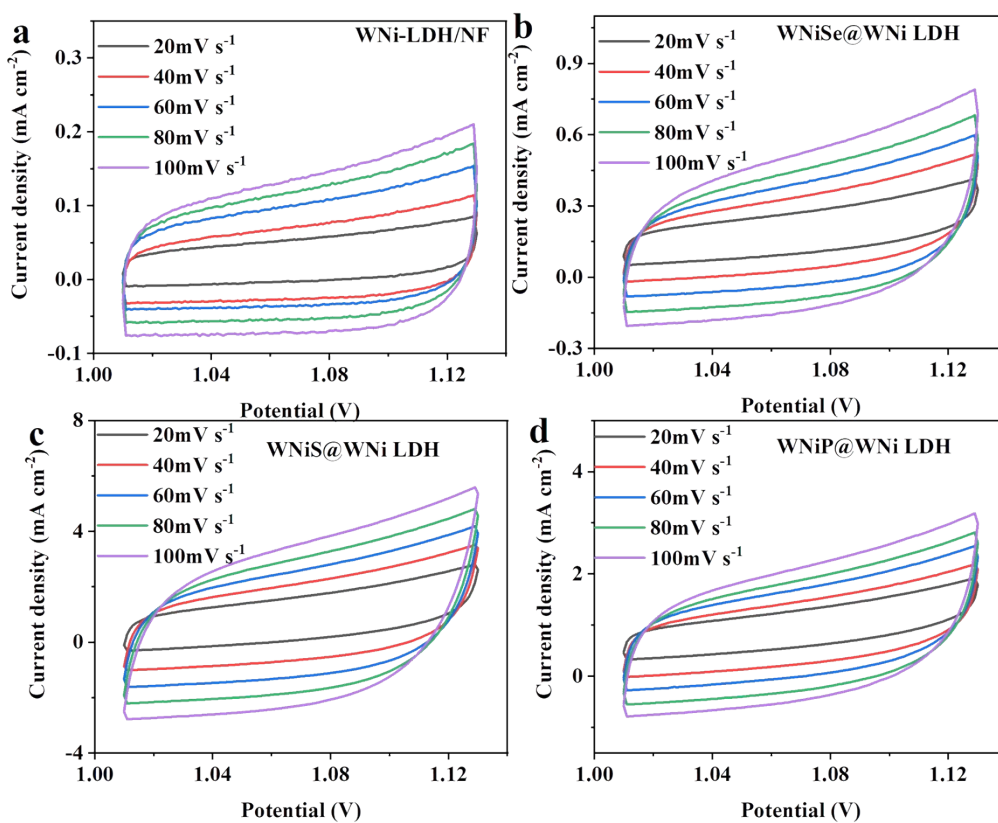 a
WNi-LDH/NF
20mV s⁻¹
40mV s⁻¹
60mV s⁻¹
80mV s⁻¹
100mV s⁻¹
0.3
0.2
0.1
0.0
-0.1
Current density (mA cm⁻²)
1.00
1.04
1.08
1.12
Potential (V)
b
WNiSe@WNi LDH
20mV s⁻¹
40mV s⁻¹
60mV s⁻¹
80mV s⁻¹
100mV s⁻¹
0.9
0.6
0.3
0.0
-0.3
Current density (mA cm⁻²)
1.00
1.04
1.08
1.12
Potential (V)
c
WNiS@WNi LDH
20mV s⁻¹
40mV s⁻¹
60mV s⁻¹
80mV s⁻¹
100mV s⁻¹
8
4
0
-4
Current density (mA cm⁻²)
1.00
1.04
1.08
1.12
Potential (V)
d
WNiP@WNi LDH
20mV s⁻¹
40mV s⁻¹
60mV s⁻¹
80mV s⁻¹
100mV s⁻¹
4
2
0
Current density (mA cm⁻²)
1.00
1.04
1.08
1.12
Potential (V)